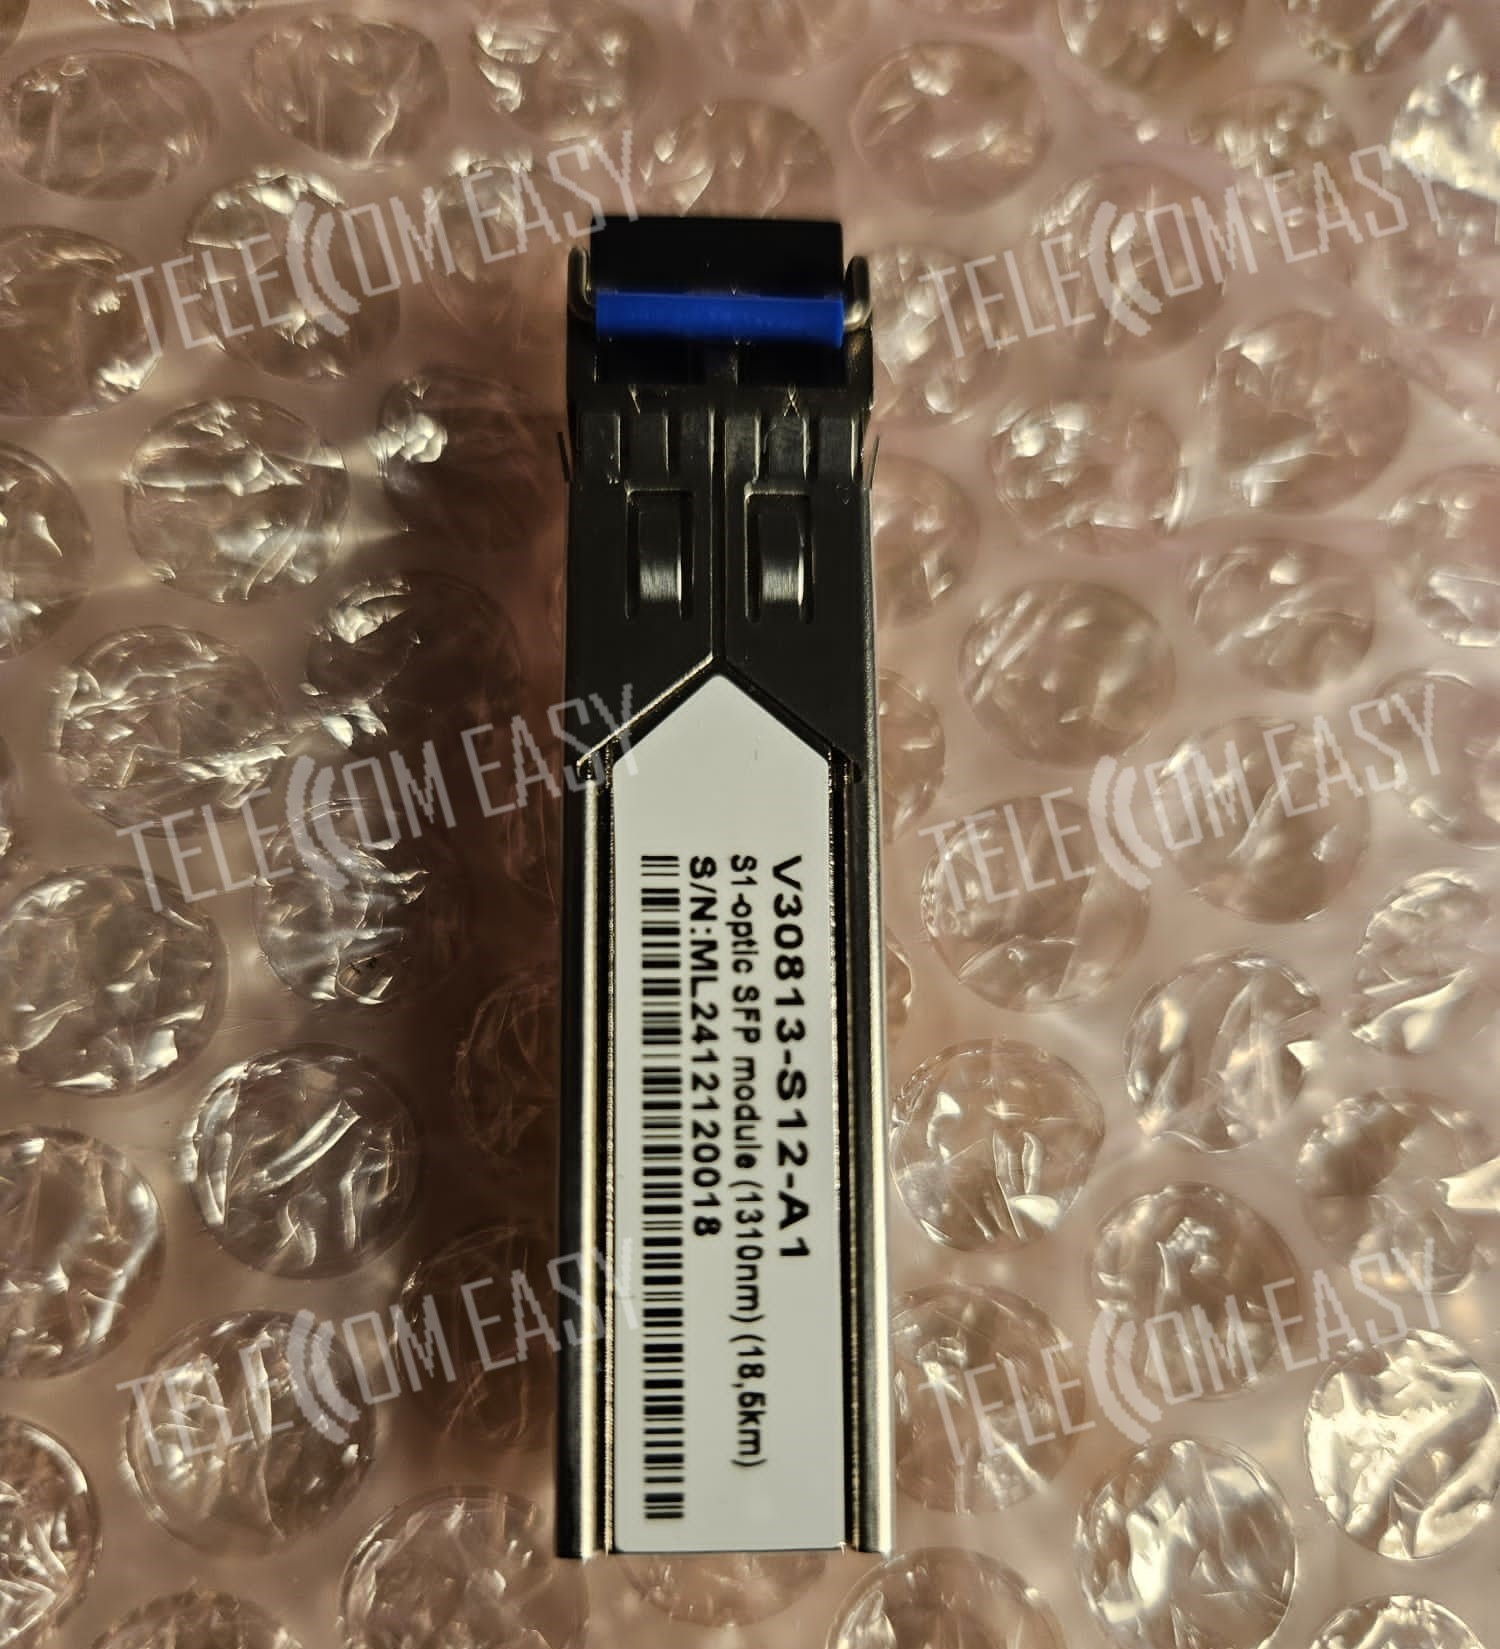 V30813-S12-A1
S1-optic SFP module (1310nm) (18,5km)
S/N:ML2412120018
TELECOM EASY
TELECOM EASY
TELECOM EASY
TELECOM EASY
TELECOM EASY
TELECOM EASY